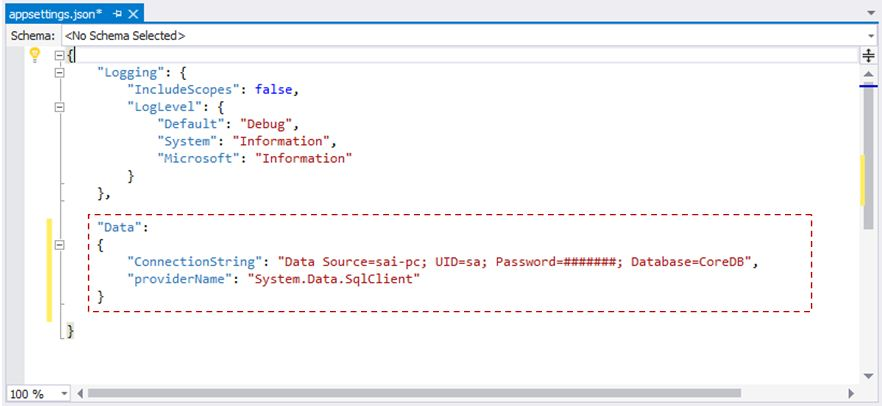 appsettings.json*
Schema: <No Schema Selected>
{
    "Logging": {
        "IncludeScopes": false,
        "LogLevel": {
            "Default": "Debug",
            "System": "Information",
            "Microsoft": "Information"
        }
    },
    "Data":
    {
        "ConnectionString": "Data Source=sai-pc; UID=sa; Password=#######; Database=CoreDB",
        "providerName": "System.Data.SqlClient"
    }
}
100 %